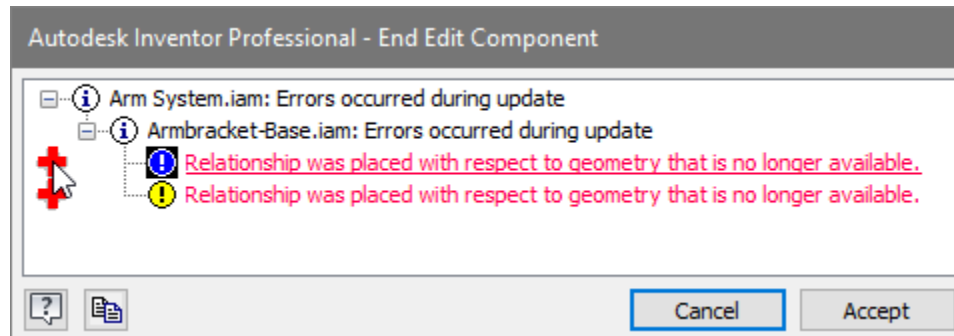 Autodesk Inventor Professional - End Edit Component
Arm System.iam: Errors occurred during update
Armbracket-Base.iam: Errors occurred during update
Relationship was placed with respect to geometry that is no longer available.
Relationship was placed with respect to geometry that is no longer available.
Cancel Accept